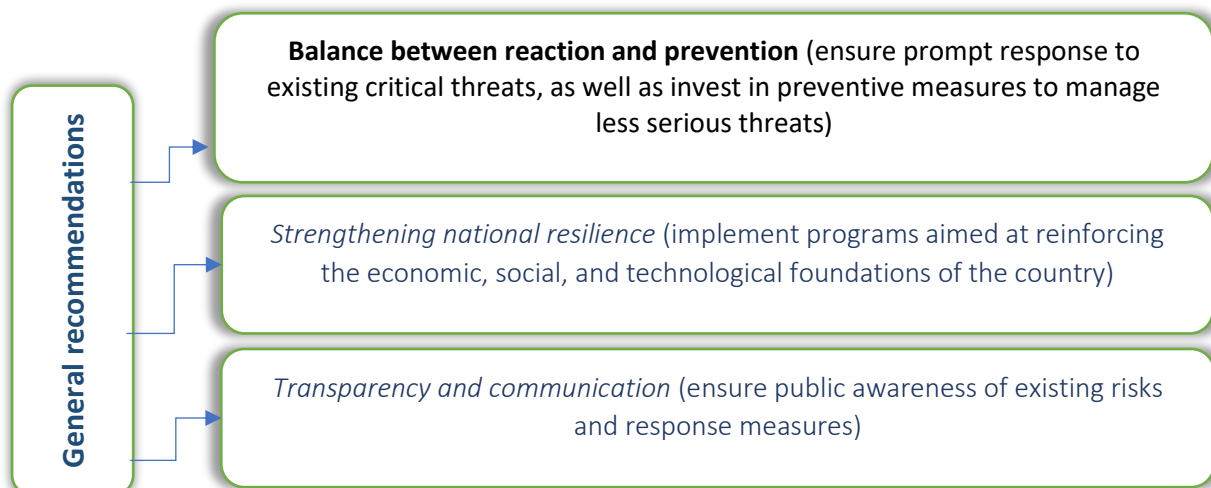 General recommendations
Balance between reaction and prevention (ensure prompt response to
existing critical threats, as well as invest in preventive measures to manage
less serious threats)
Strengthening national resilience (implement programs aimed at reinforcing
the economic, social, and technological foundations of the country)
Transparency and communication (ensure public awareness of existing risks
and response measures)